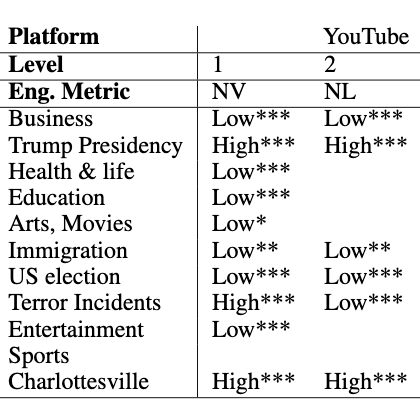 Platform YouTube
Level 1 2
Eng. Metric NV NL
Business Low*** Low***
Trump Presidency High*** High***
Health & life Low***
Education Low***
Arts, Movies Low*
Immigration Low** Low**
US election Low*** Low***
Terror Incidents High*** Low***
Entertainment Low***
Sports
Charlottesville High*** High***